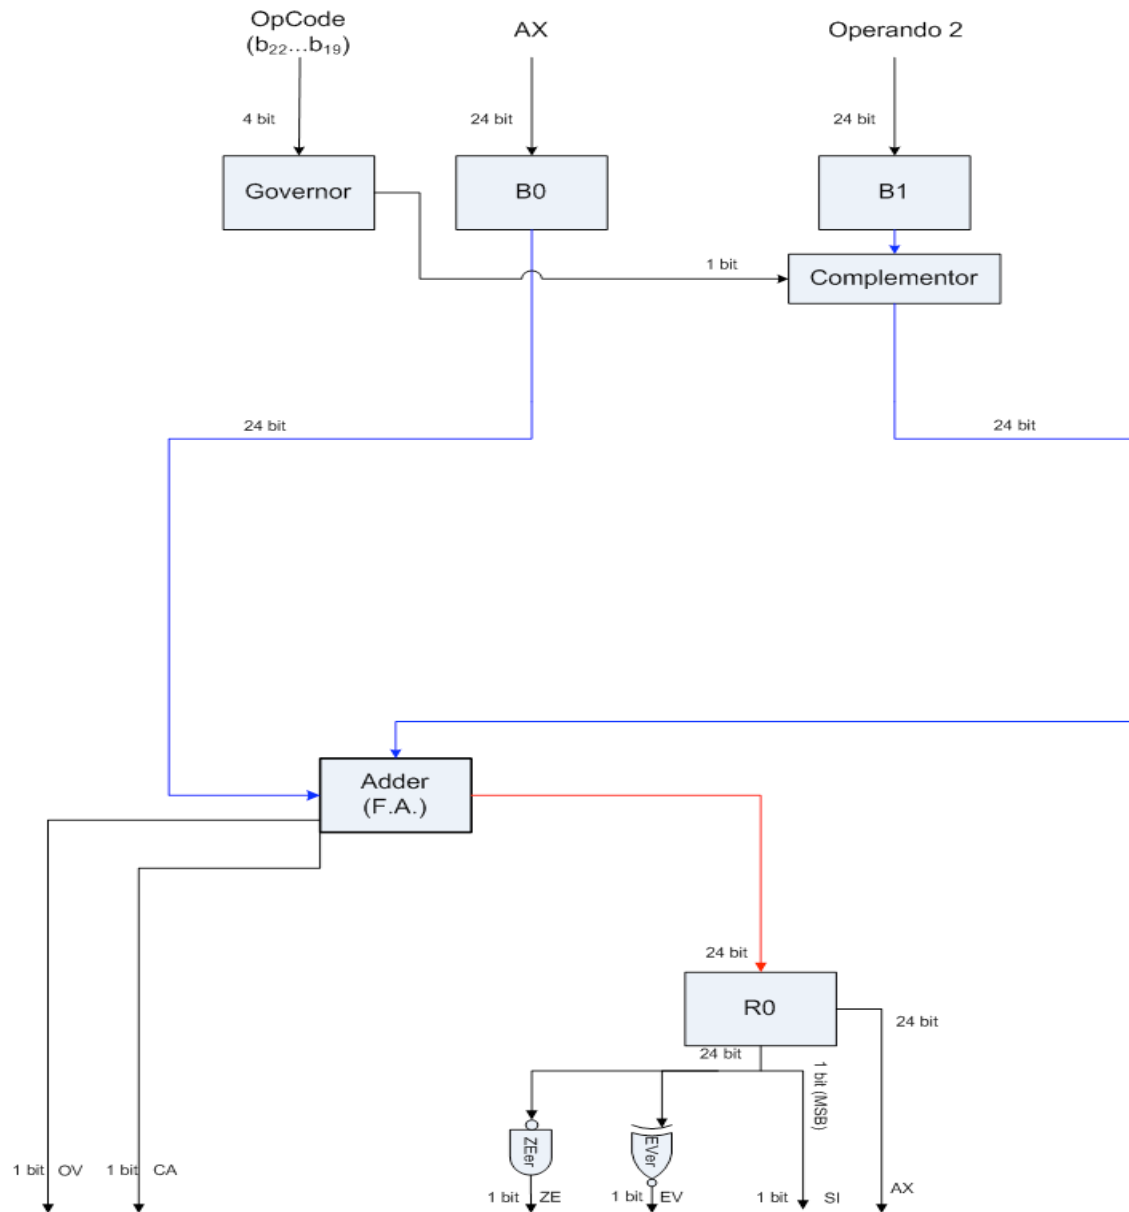 OpCode
(b₂₂...b₁₉)
AX
Operando 2
4 bit
24 bit
24 bit
Governor
B0
B1
1 bit
Complementor
24 bit
24 bit
Adder
(F.A.)
24 bit
R0
24 bit
24 bit
1 bit (MSB)
ZEer
EVer
1 bit
OV
1 bit
CA
1 bit
ZE
1 bit
EV
1 bit
SI
AX